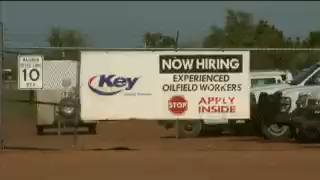 10
Key
NOW HIRING
EXPERIENCED
OILFIELD WORKERS
STOP
APPLY
INSIDE